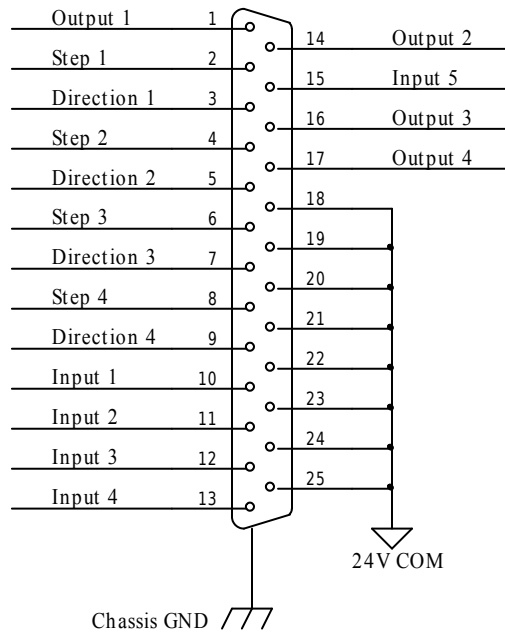 Output 1 1
Step 1 2
Direction 1 3
Step 2 4
Direction 2 5
Step 3 6
Direction 3 7
Step 4 8
Direction 4 9
Input 1 10
Input 2 11
Input 3 12
Input 4 13
14 Output 2
15 Input 5
16 Output 3
17 Output 4
18
19
20
21
22
23
24
25
24V COM
Chassis GND